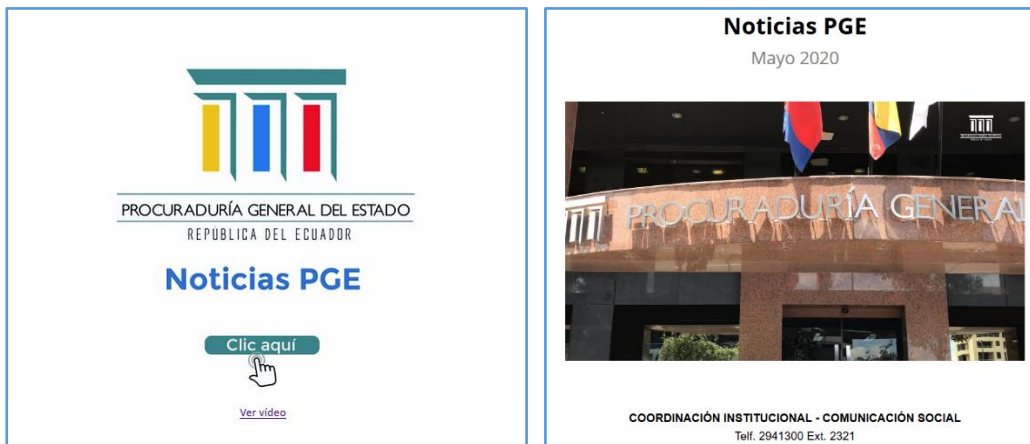 PROCURADURÍA GENERAL DEL ESTADO
REPÚBLICA DEL ECUADOR
Noticias PGE
Clic aquí
Ver vídeo
Noticias PGE
Mayo 2020
PROCURADURÍA GENERAL
COORDINACIÓN INSTITUCIONAL - COMUNICACIÓN SOCIAL
Telf. 2941300 Ext. 2321